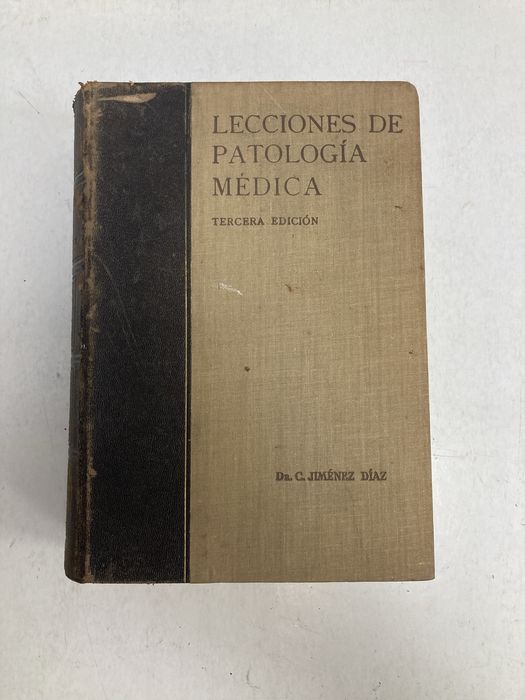 LECCIONES DE
PATOLOGÍA
MÉDICA
TERCERA EDICIÓN
DR. C. JIMÉNEZ DÍAZ